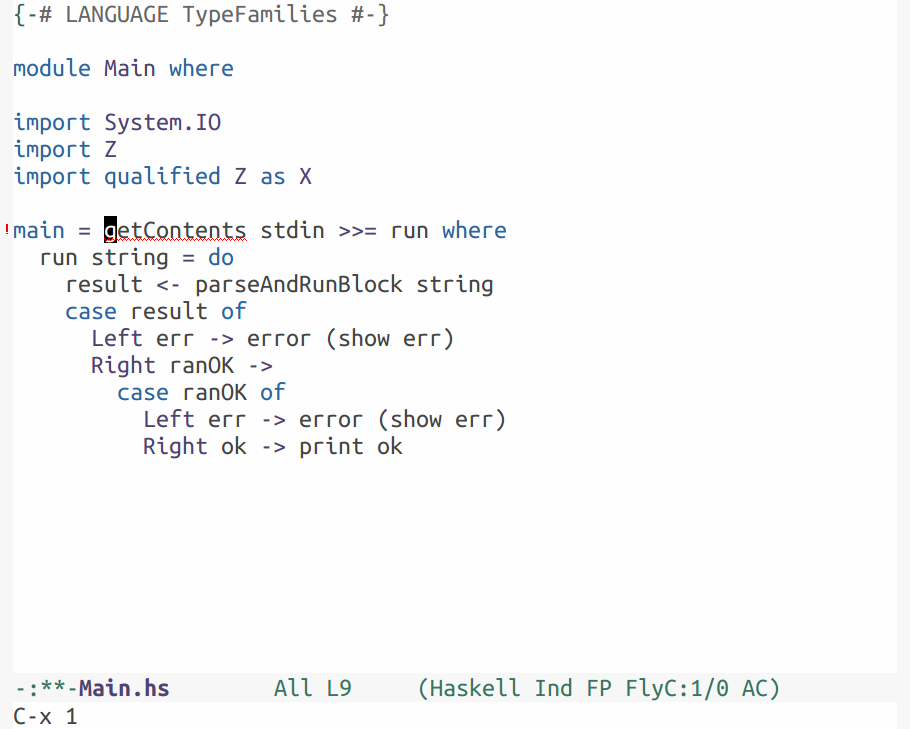 {-# LANGUAGE TypeFamilies #-}
module Main where
import System.IO
import Z
import qualified Z as X
!main = getContents stdin >>= run where
  run string = do
    result <- parseAndRunBlock string
    case result of
      Left err -> error (show err)
      Right ranOK ->
        case ranOK of
          Left err -> error (show err)
          Right ok -> print ok
-:**-Main.hs        All L9     (Haskell Ind FP FlyC:1/0 AC)
C-x 1